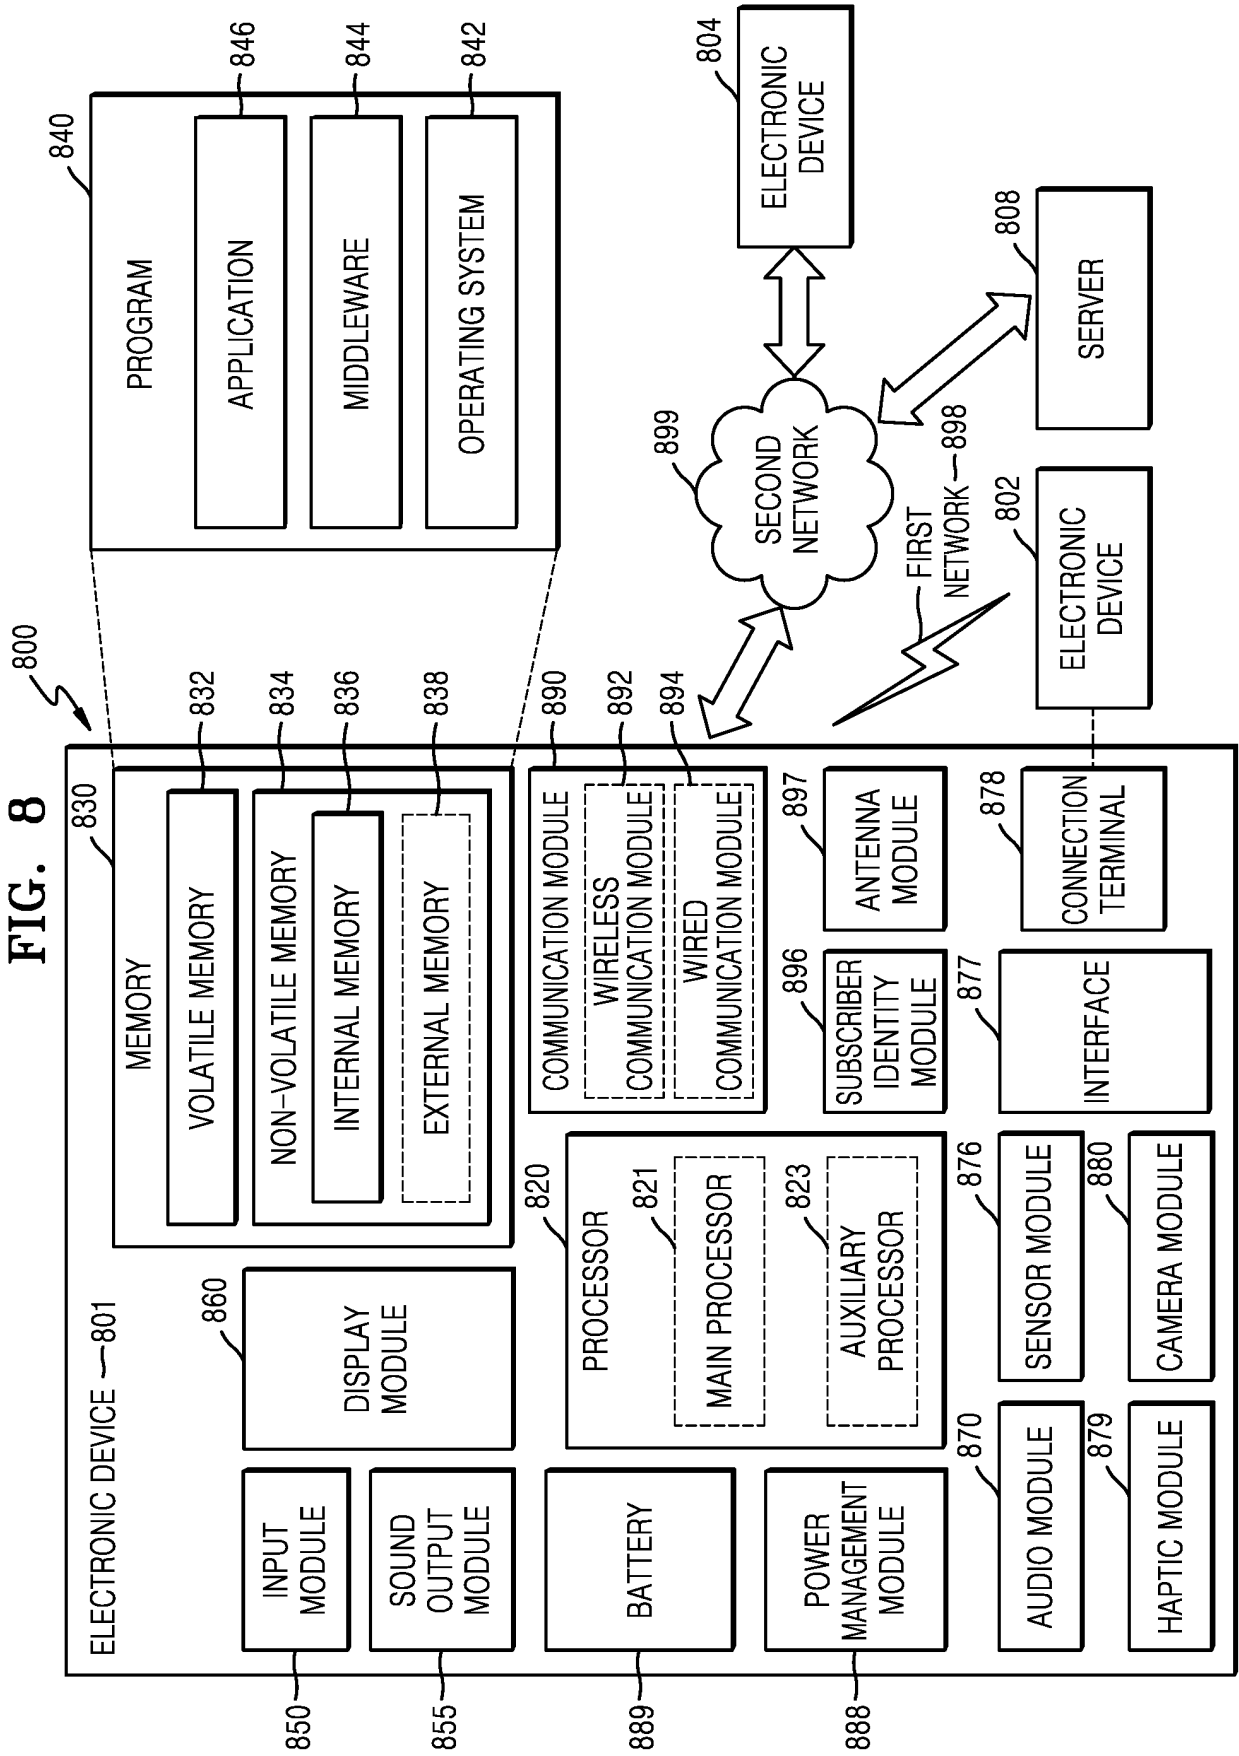 FIG. 8
800
ELECTRONIC DEVICE 801
850
INPUT
MODULE
855
SOUND
OUTPUT
MODULE
860
DISPLAY
MODULE
830
MEMORY
VOLATILE MEMORY
832
NON-VOLATILE MEMORY
834
INTERNAL MEMORY
836
EXTERNAL MEMORY
838
840
PROGRAM
APPLICATION
846
MIDDLEWARE
844
OPERATING SYSTEM
842
889
BATTERY
888
POWER
MANAGEMENT
MODULE
820
PROCESSOR
821
MAIN PROCESSOR
823
AUXILIARY
PROCESSOR
COMMUNICATION MODULE
890
WIRELESS
COMMUNICATION MODULE
892
WIRED
COMMUNICATION MODULE
894
896
SUBSCRIBER
IDENTITY
MODULE
897
ANTENNA
MODULE
899
SECOND
NETWORK
804
ELECTRONIC
DEVICE
808
SERVER
FIRST
NETWORK 898
802
ELECTRONIC
DEVICE
870
AUDIO MODULE
876
SENSOR MODULE
877
INTERFACE
878
CONNECTION
TERMINAL
879
HAPTIC MODULE
880
CAMERA MODULE